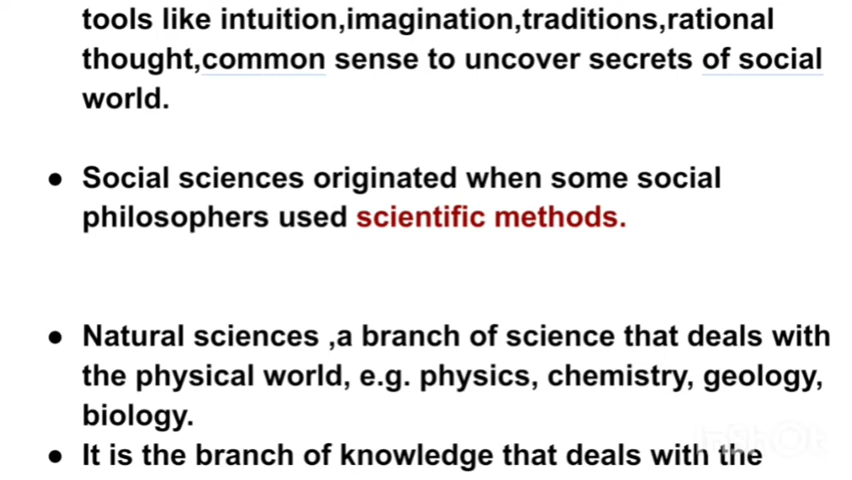 tools like intuition,imagination,traditions,rational
thought,common sense to uncover secrets of social
world.
● Social sciences originated when some social
philosophers used scientific methods.
● Natural sciences ,a branch of science that deals with
the physical world, e.g. physics, chemistry, geology,
biology.
● It is the branch of knowledge that deals with the